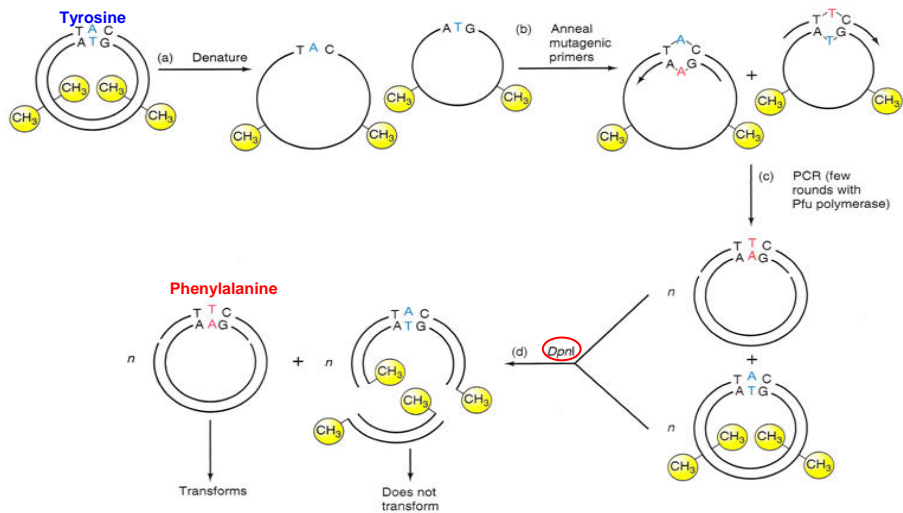 Tyrosine
T A C
A T G
CH3
CH3
CH3
CH3
(a) Denature
T A C
CH3
CH3
A T G
CH3
CH3
(b) Anneal
mutagenic
primers
T A C
A A G
CH3
CH3
+
T T C
A T G
CH3
CH3
(c) PCR (few
rounds with
Pfu polymerase)
n
T T C
A A G
+
n
T A C
A T G
CH3
CH3
CH3
CH3
(d) DpnI
Phenylalanine
n
T T C
A A G
Transforms
+
n
T A C
A T G
CH3
CH3
CH3
CH3
Does not
transform